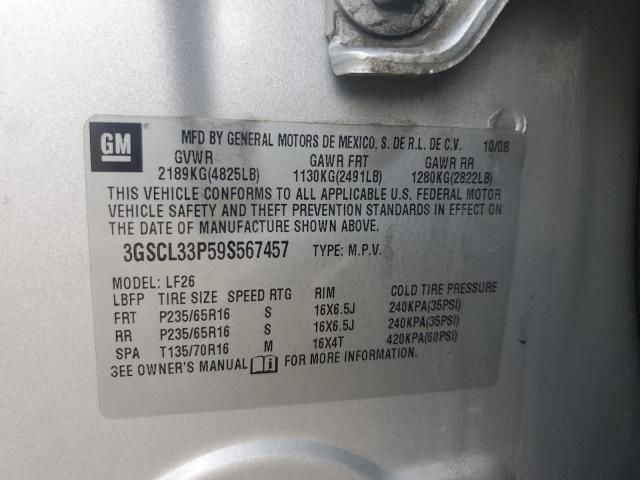 GM ® MFD BY GENERAL MOTORS DE MEXICO, S. DE R.L. DE C.V. 10/08
GVWR GAWR FRT GAWR RR
2189KG(4825LB) 1130KG(2491LB) 1280KG(2822LB)
THIS VEHICLE CONFORMS TO ALL APPLICABLE U.S. FEDERAL MOTOR
VEHICLE SAFETY AND THEFT PREVENTION STANDARDS IN EFFECT ON
THE DATE OF MANUFACTURE SHOWN ABOVE.
3GSCL33P59S567457 TYPE: M.P.V.
MODEL: LF26
LBFP TIRE SIZE SPEED RTG RIM COLD TIRE PRESSURE
FRT P235/65R16 S 16X6.5J 240KPA(35PSI)
RR P235/65R16 S 16X6.5J 240KPA(35PSI)
SPA T135/70R16 M 16X4T 420KPA(60PSI)
SEE OWNER'S MANUAL FOR MORE INFORMATION.